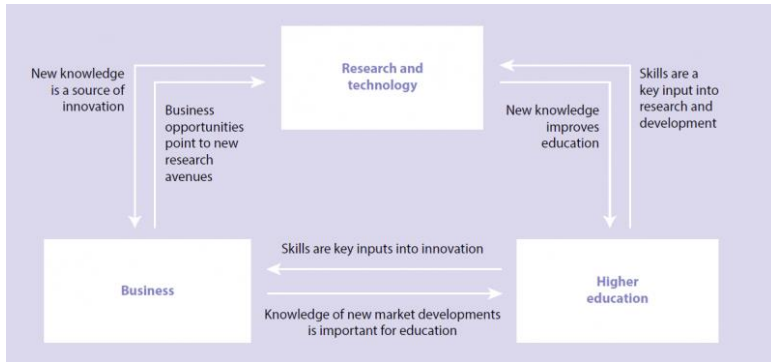 Research and
technology
New knowledge
is a source of
innovation
Business
opportunities
point to new
research
avenues
New knowledge
improves
education
Skills are a
key input into
research and
development
Skills are key inputs into innovation
Business
Higher
education
Knowledge of new market developments
is important for education